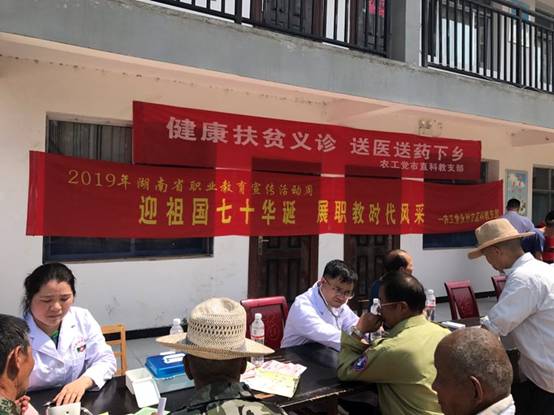 健康扶贫义诊 送医送药下乡
农工党市直科教支部
2019年湖南省职业教育宣传活动周
迎祖国七十华诞 展职教时代风采